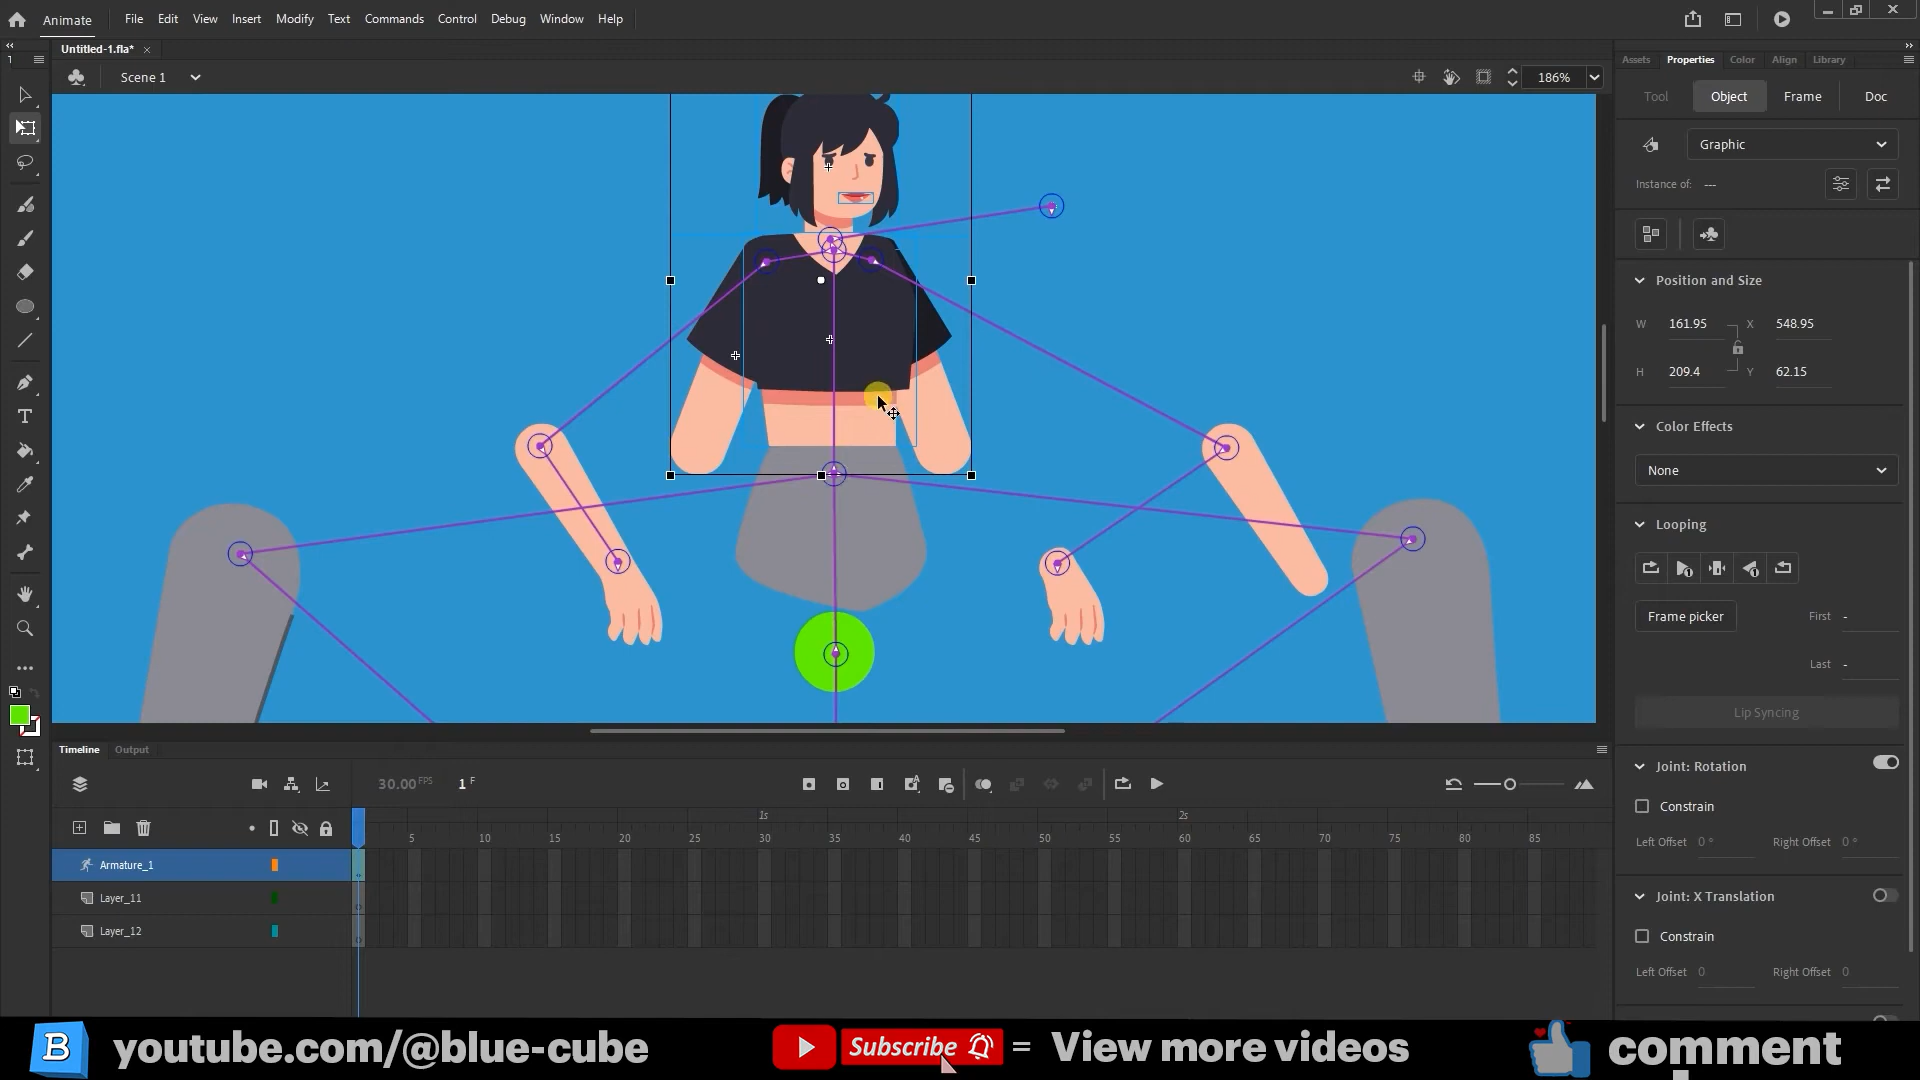 Animate File Edit View Insert Modify Text Commands Control Debug Window Help
Untitled-1.fla*
Scene 1 186%
Assets Properties Color Align Library
Tool Object Frame Doc
Graphic
Instance of: ---
Position and Size
W 161.95 X 548.95
H 209.4 Y 62.15
Color Effects
None
Looping
Frame picker First -
Last -
Lip Syncing
Joint: Rotation
Constrain
Left Offset 0 ° Right Offset 0 °
Joint: X Translation
Constrain
Left Offset 0 Right Offset 0
Timeline Output
30.00 FPS 1 F
1s 2s
5 10 15 20 25 30 35 40 45 50 55 60 65 70 75 80 85
Armature_1
Layer_11
Layer_12
B youtube.com/@blue-cube Subscribe = View more videos comment